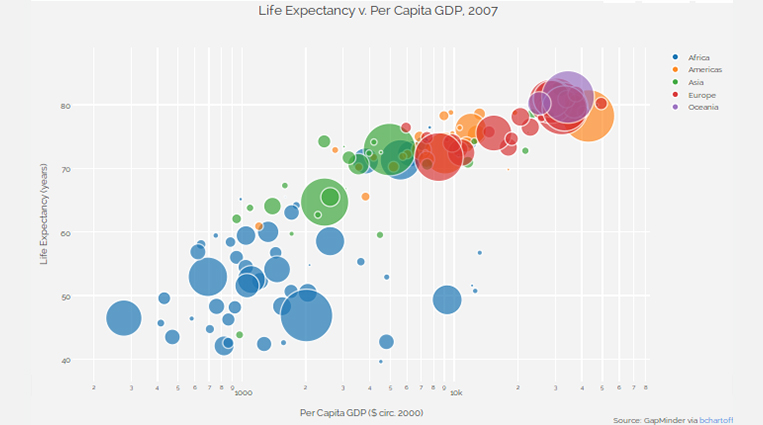 Life Expectancy v. Per Capita GDP, 2007
Africa
Americas
Asia
Europe
Oceania
80
70
60
50
40
Life Expectancy (years)
2 3 4 5 6 7 8 9 1000 2 3 4 5 6 7 8 9 10k 2 3 4 5 6 7 8
Per Capita GDP ($ circ. 2000)
Source: GapMinder via bchartoff